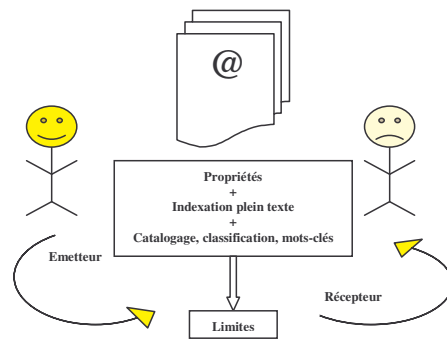 @
Propriétés
+
Indexation plein texte
+
Catalogage, classification, mots-clés
Emetteur
Récepteur
Limites